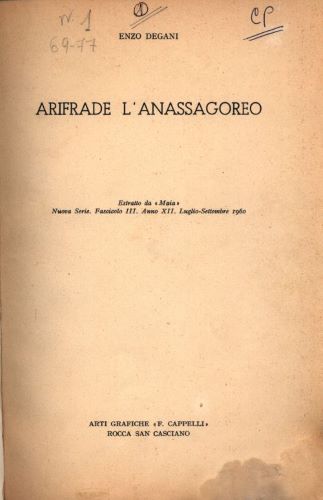 N. 1
69-77
1
CP
ENZO DEGANI
ARIFRADE L'ANASSAGOREO
Estratto da «Maia»
Nuova Serie. Fascicolo III. Anno XII. Luglio-Settembre 1960
ARTI GRAFICHE «F. CAPPELLI»
ROCCA SAN CASCIANO